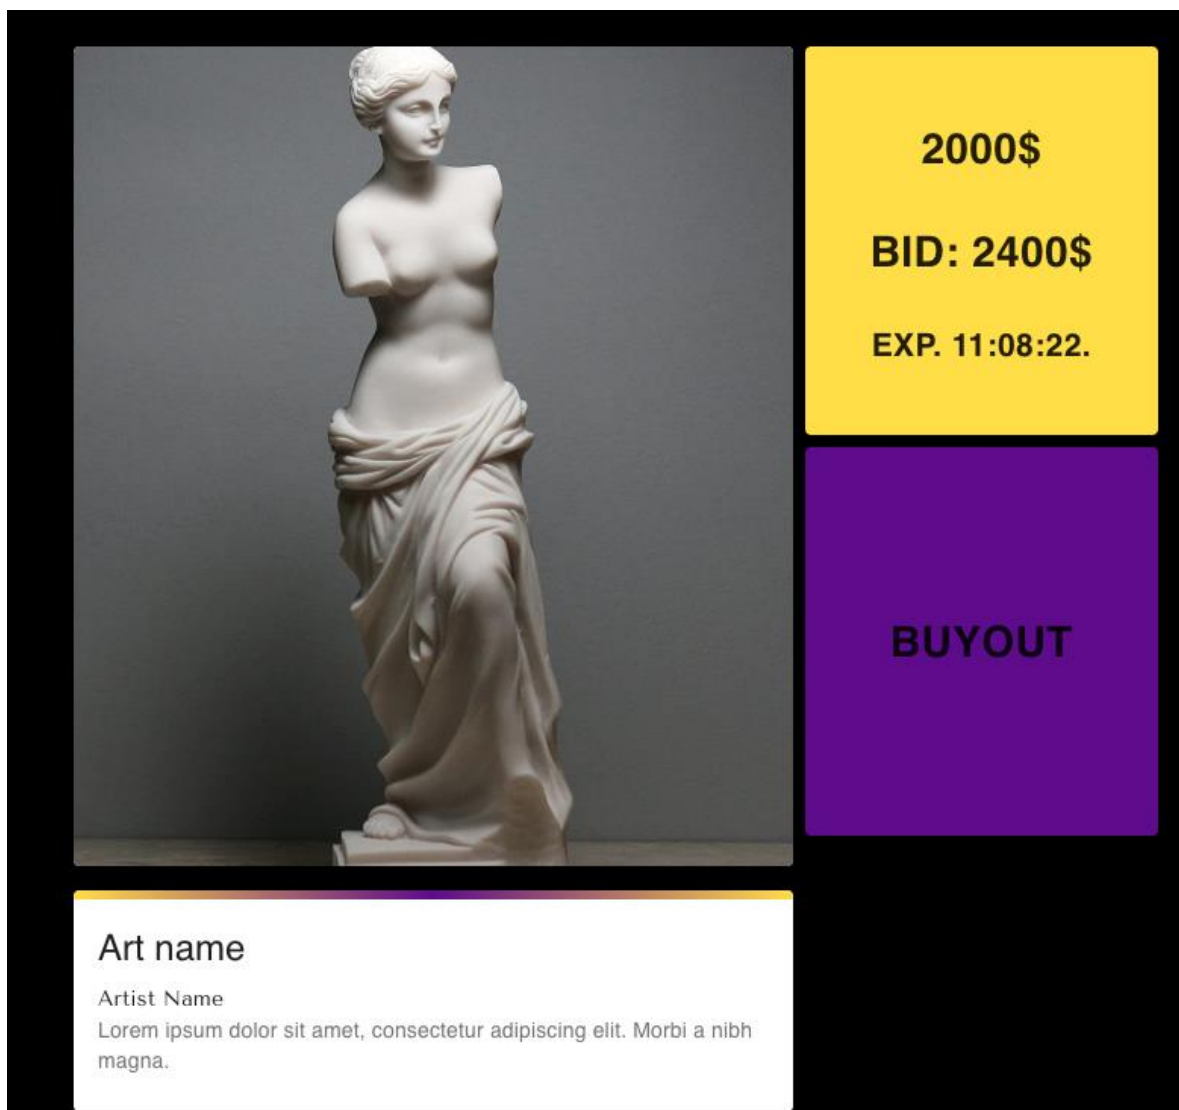 2000$
BID: 2400$
EXP. 11:08:22.
BUYOUT
Art name
Artist Name
Lorem ipsum dolor sit amet, consectetur adipiscing elit. Morbi a nibh
magna.